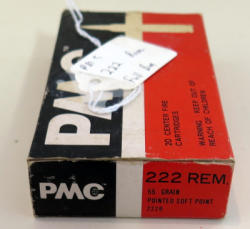 PMC
20 CENTER FIRE
CARTRIDGES
WARNING KEEP OUT OF
REACH OF CHILDREN
222
PMC
222 REM.
55 GRAIN
POINTED SOFT POINT